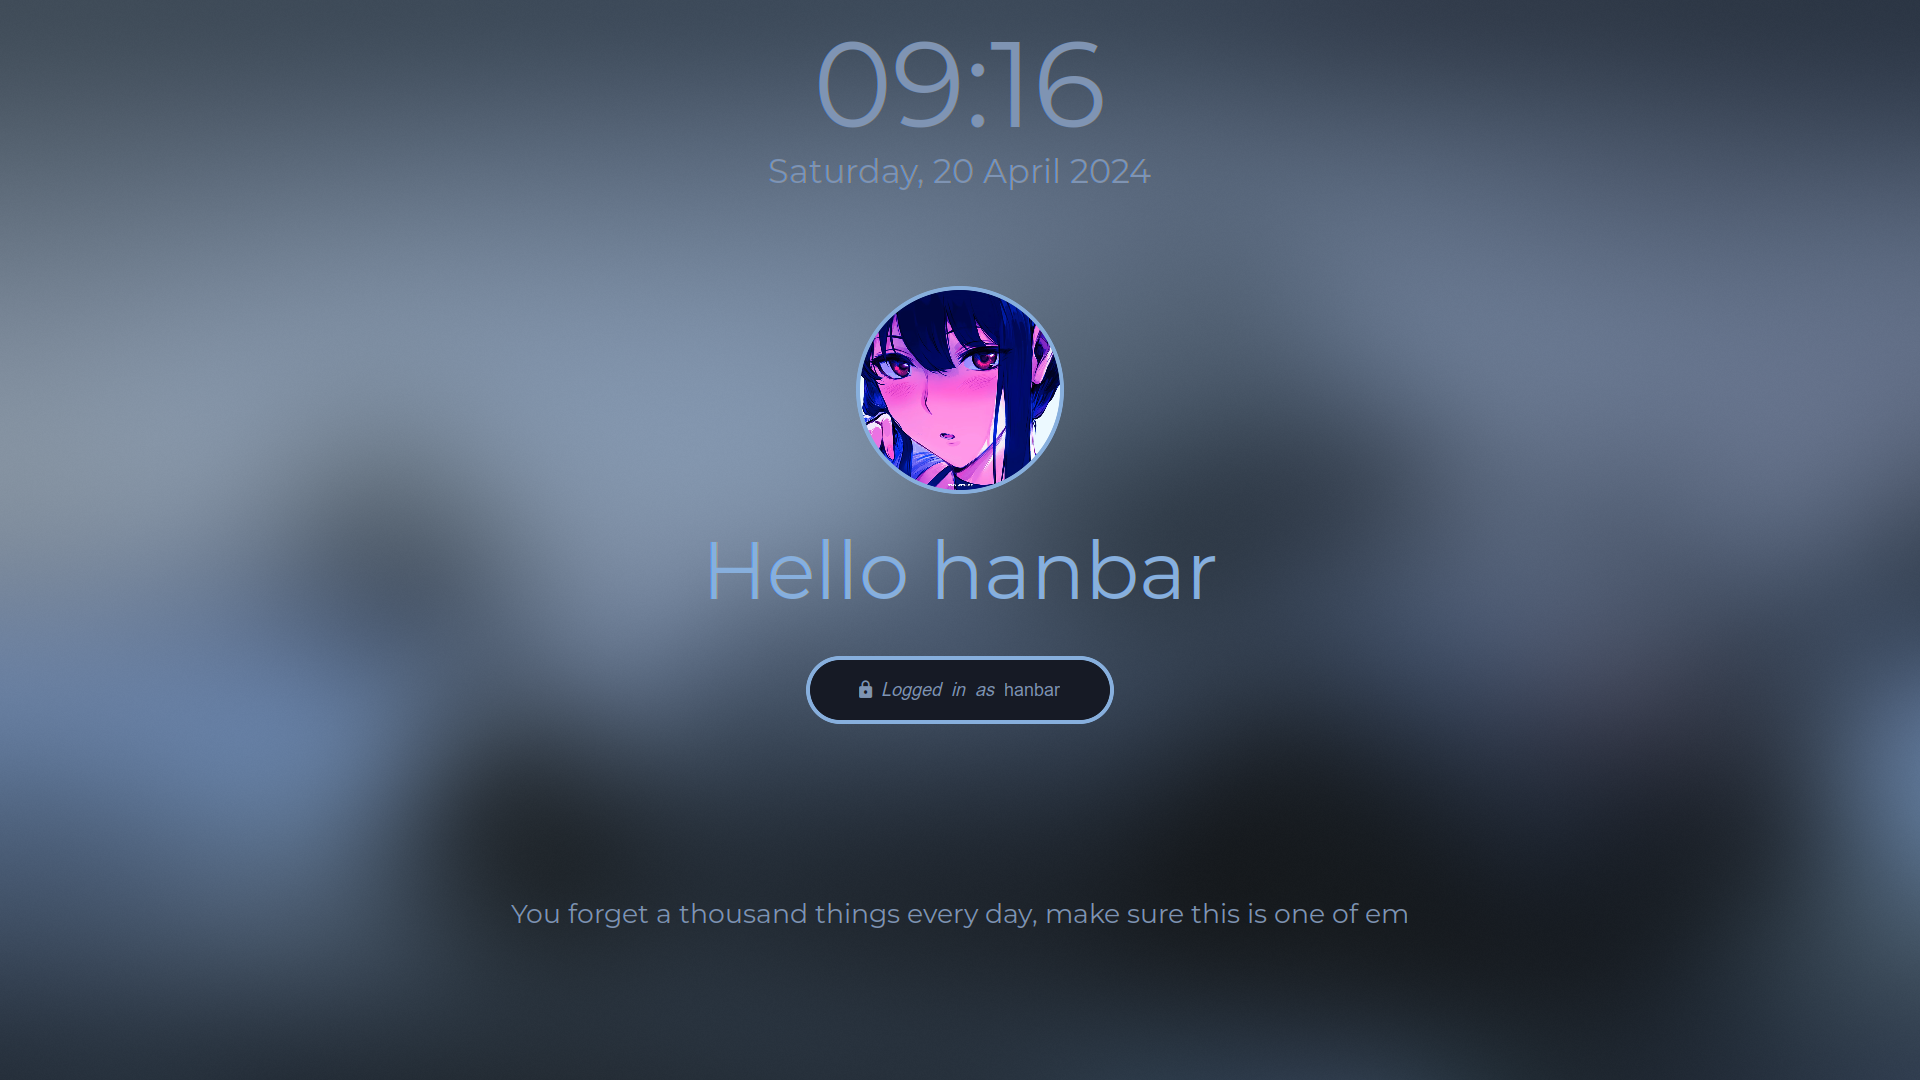 09:16
Saturday, 20 April 2024
Hello hanbar
Logged in as hanbar
You forget a thousand things every day, make sure this is one of em